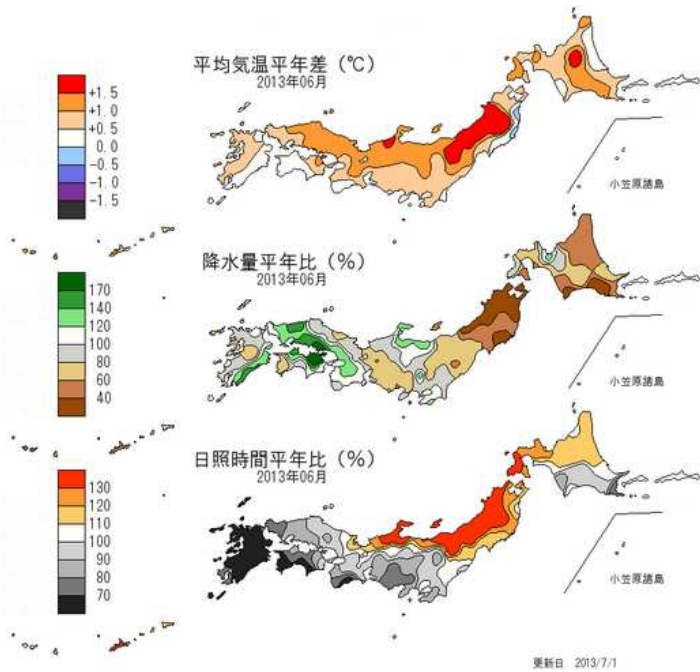 平均気温平年差（℃）
2013年06月
+1.5
+1.0
+0.5
0.0
-0.5
-1.0
-1.5
小笠原諸島
降水量平年比（%）
2013年06月
170
140
120
100
80
60
40
小笠原諸島
日照時間平年比（%）
2013年06月
130
120
110
100
90
80
70
小笠原諸島
更新日 2013/7/1